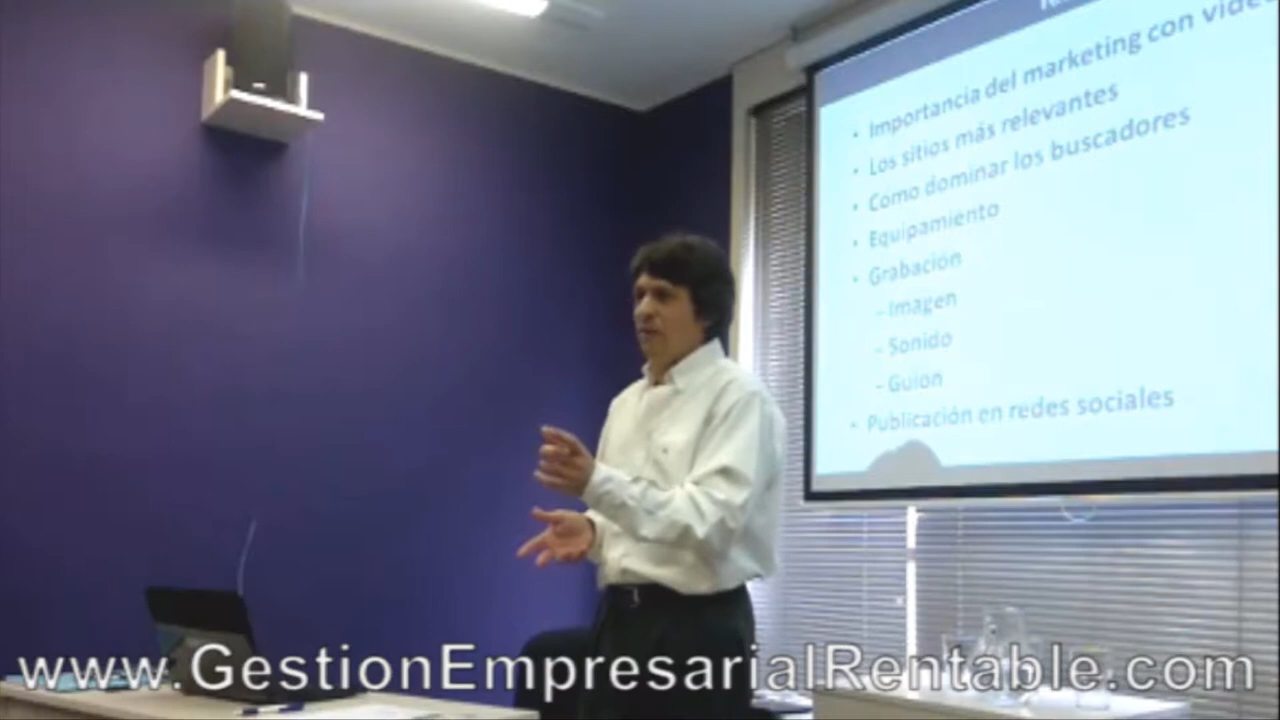 • Importancia del marketing con video
• Los sitios más relevantes
• Como dominar los buscadores
• Equipamiento
• Grabación
– Imagen
– Sonido
– Guion
• Publicación en redes sociales
www.GestionEmpresarialRentable.com